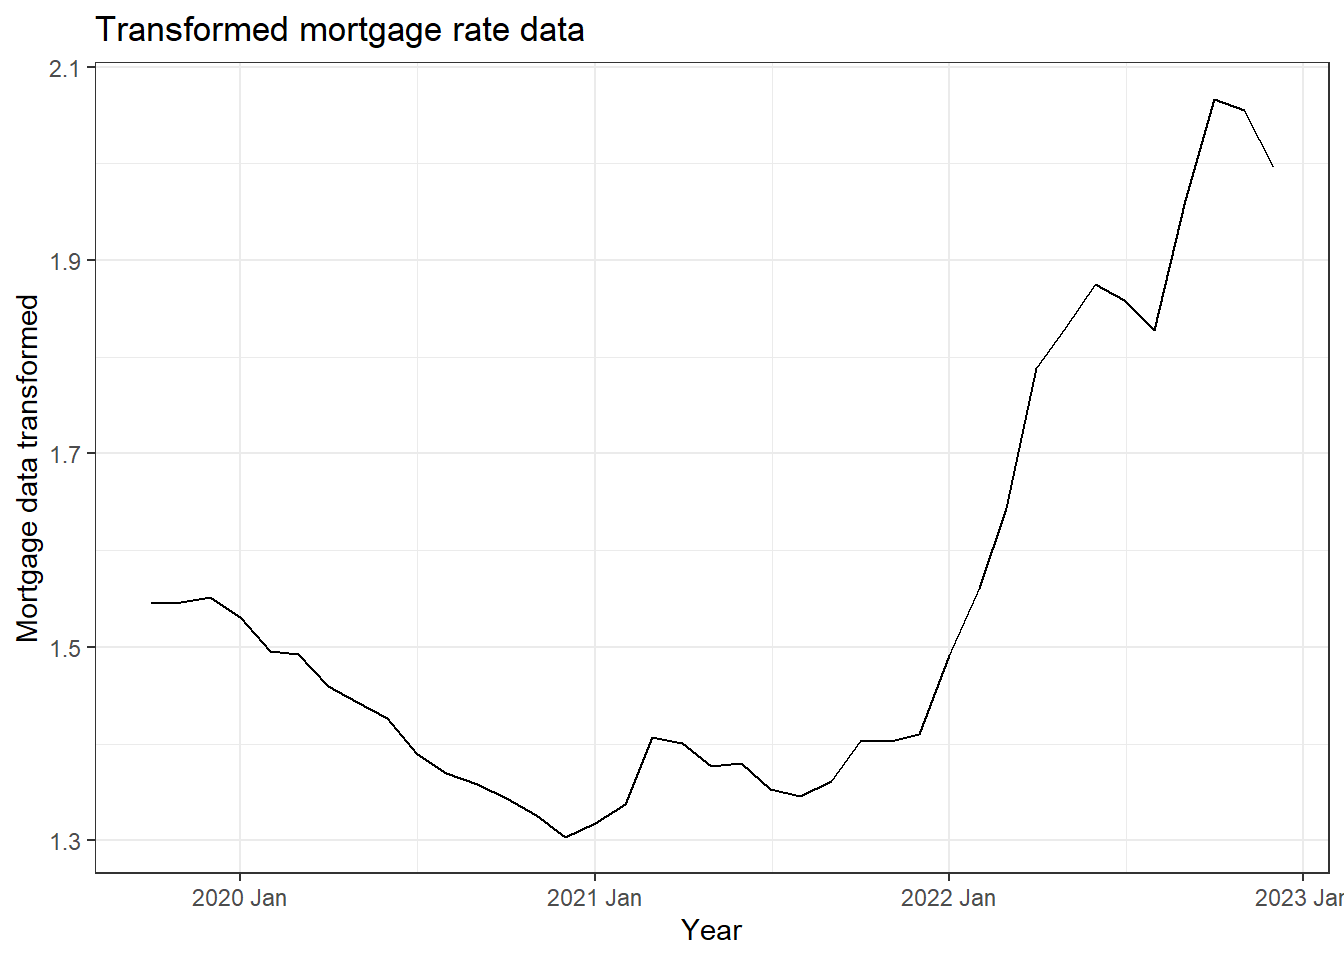 Transformed mortgage rate data
Mortgage data transformed
2.1
1.9
1.7
1.5
1.3
2020 Jan
2021 Jan
2022 Jan
2023 Jan
Year